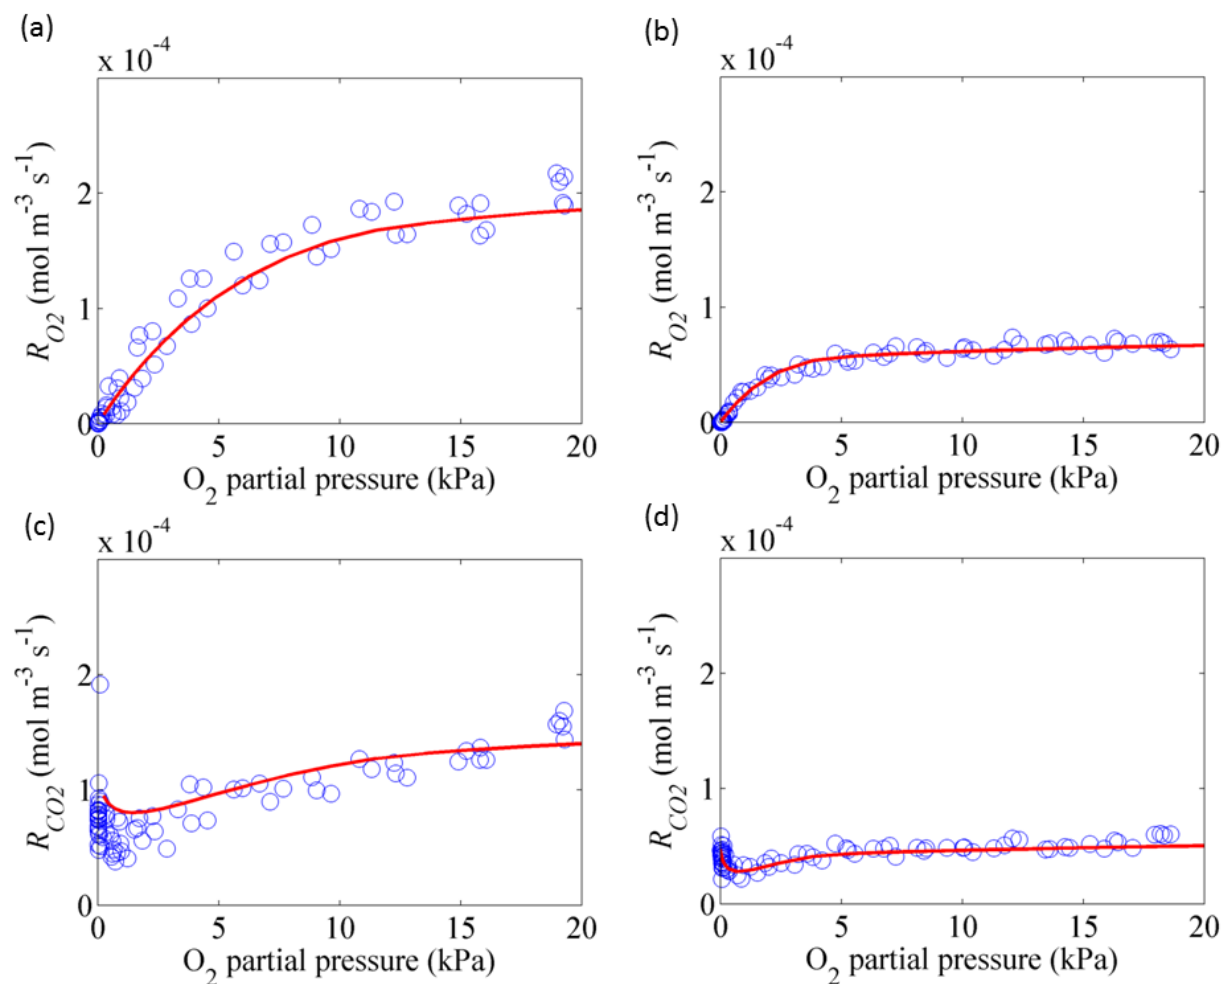 (a)
x 10⁻⁴
2
1
0
R_O2 (mol m⁻³ s⁻¹)
0 5 10 15 20
O₂ partial pressure (kPa)
(b)
x 10⁻⁴
2
1
0
R_O2 (mol m⁻³ s⁻¹)
0 5 10 15 20
O₂ partial pressure (kPa)
(c)
x 10⁻⁴
2
1
0
R_CO2 (mol m⁻³ s⁻¹)
0 5 10 15 20
O₂ partial pressure (kPa)
(d)
x 10⁻⁴
2
1
0
R_CO2 (mol m⁻³ s⁻¹)
0 5 10 15 20
O₂ partial pressure (kPa)